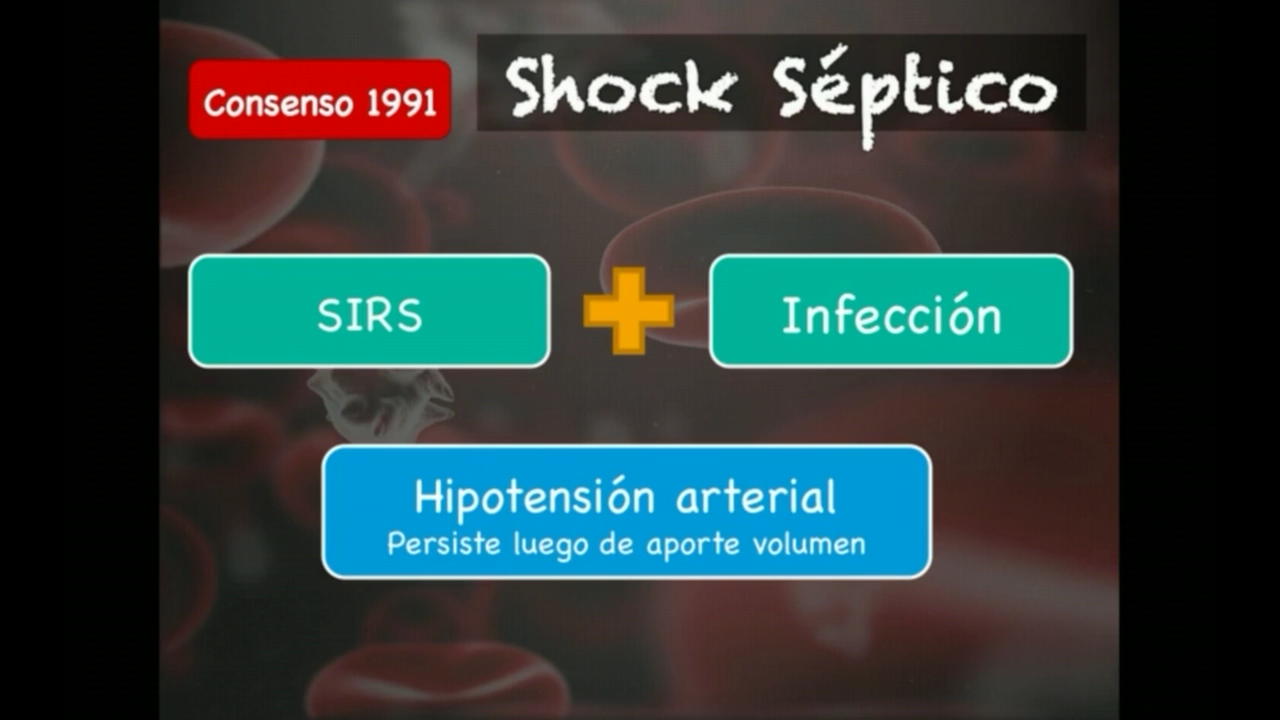 Consenso 1991
Shock Séptico
SIRS
Infección
Hipotensión arterial
Persiste luego de aporte volumen